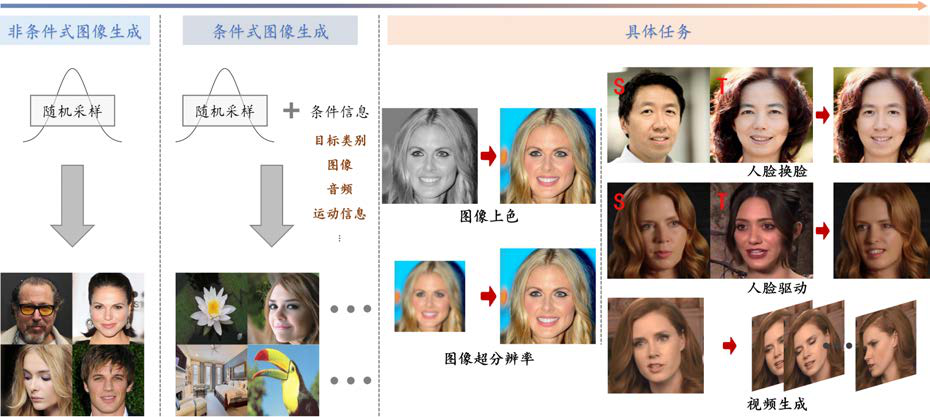 非条件式图像生成
随机采样
条件式图像生成
随机采样
+
条件信息
目标类别
图像
音频
运动信息
⋮
具体任务
图像上色
图像超分辨率
S
T
人脸换脸
S
T
人脸驱动
视频生成